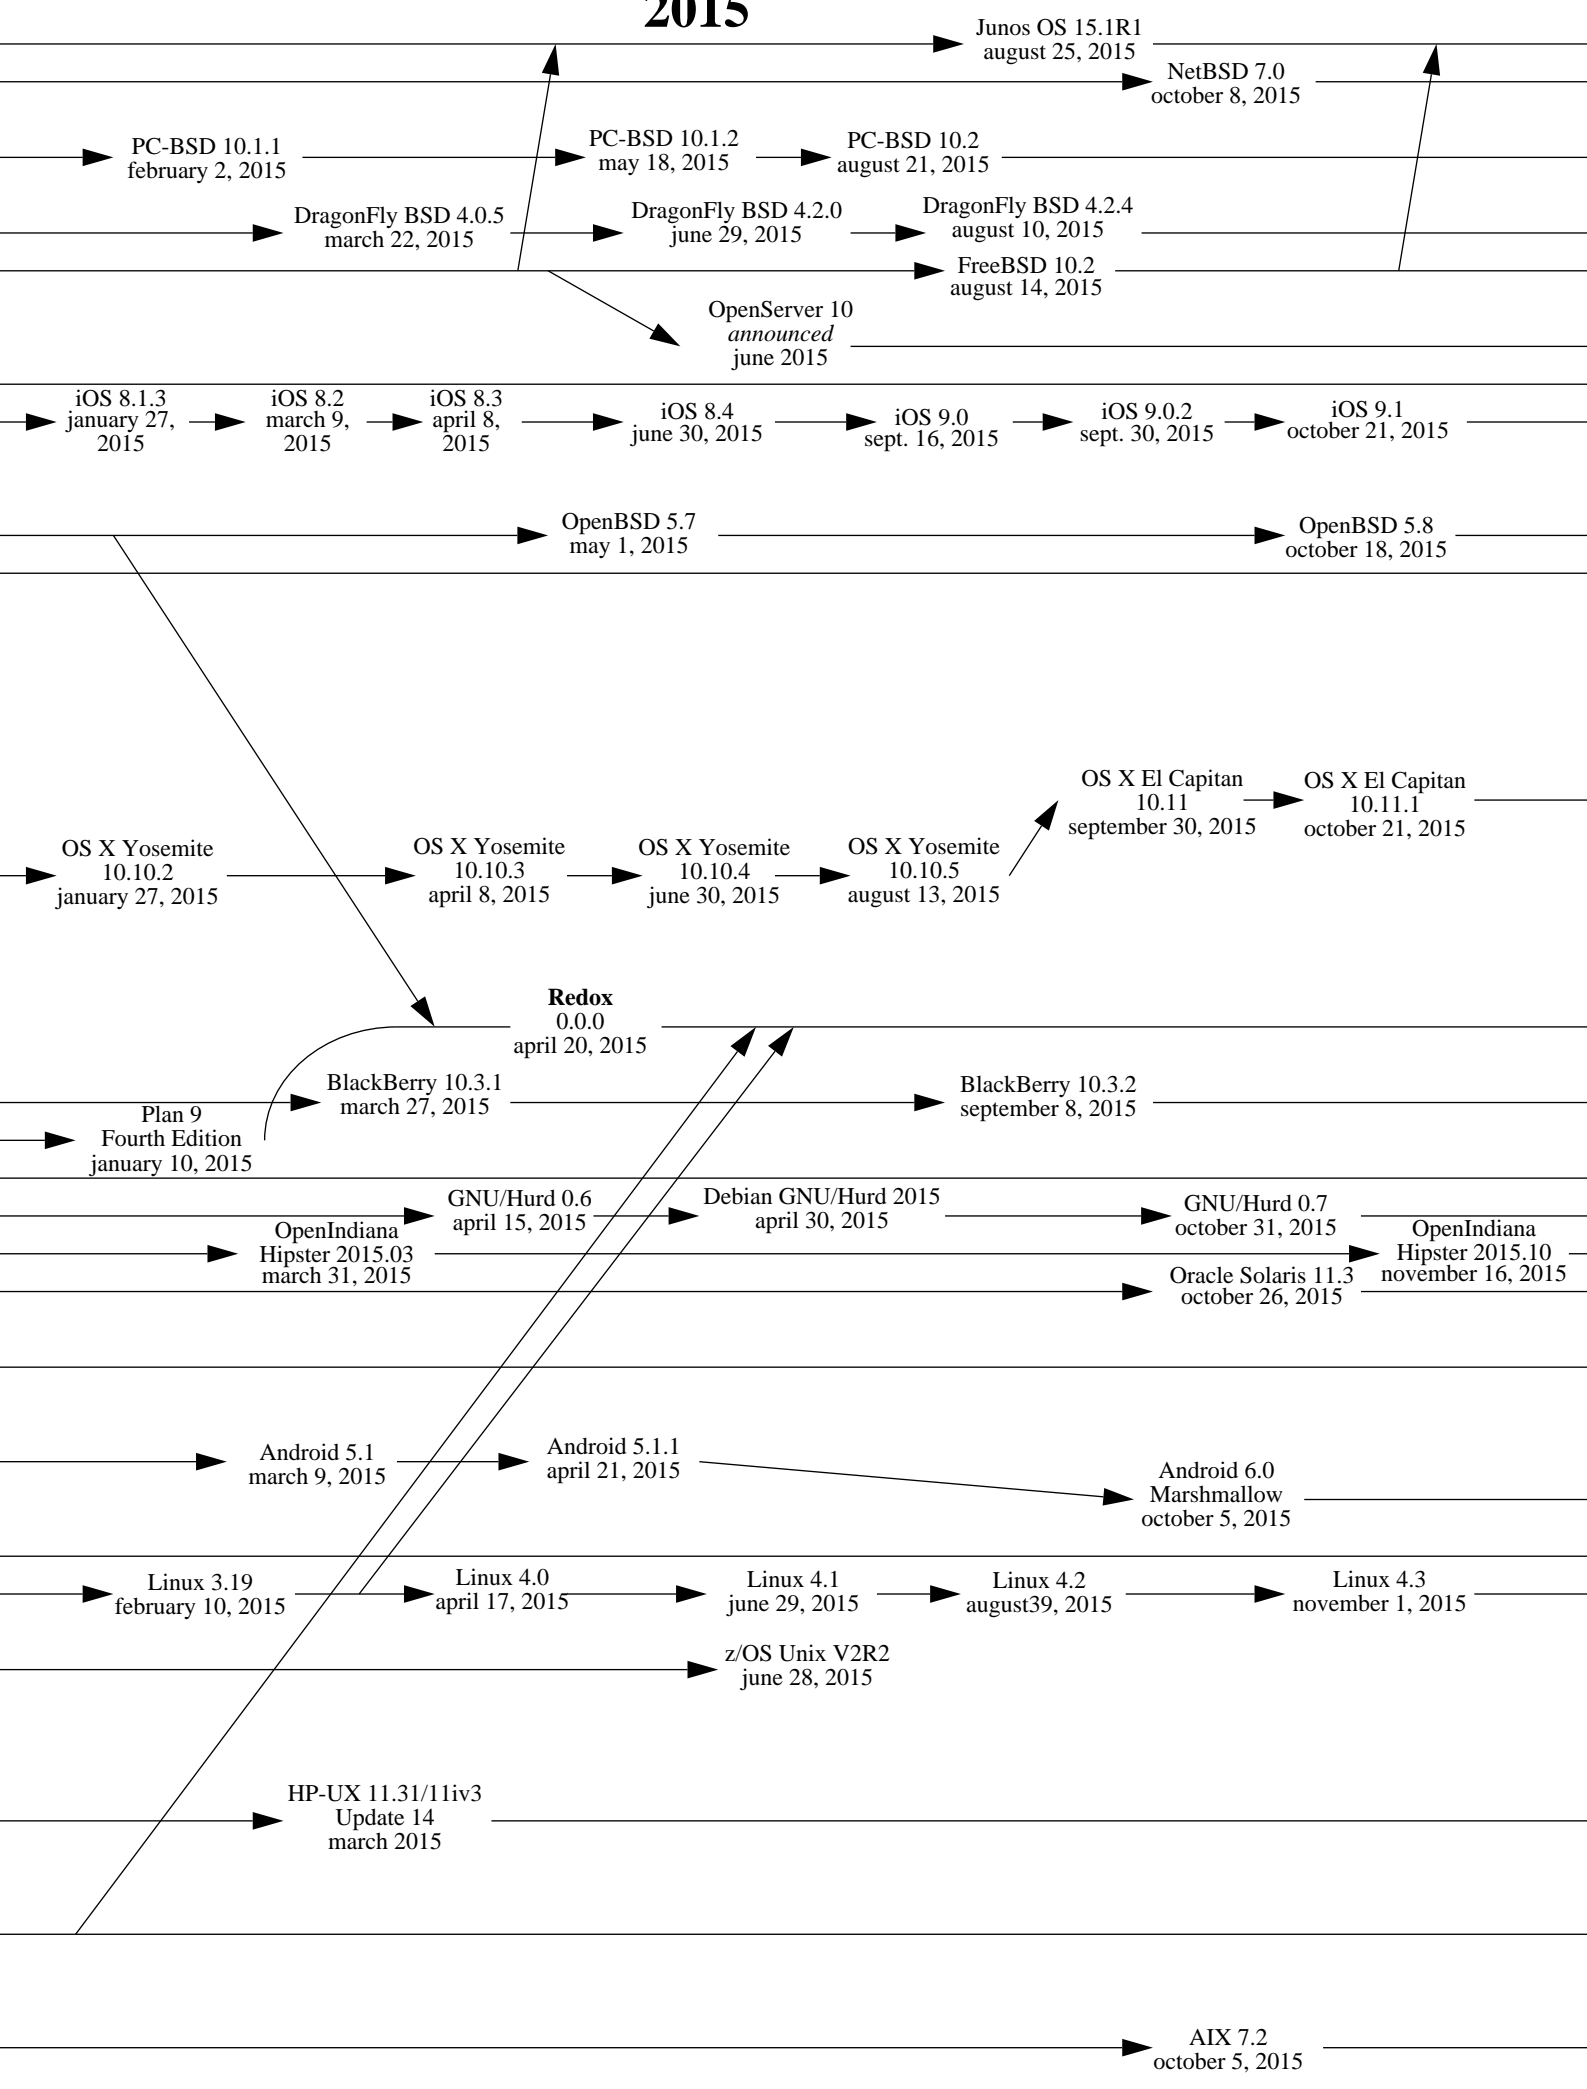 2015
Junos OS 15.1R1
august 25, 2015
NetBSD 7.0
october 8, 2015
PC-BSD 10.1.1
february 2, 2015
PC-BSD 10.1.2
may 18, 2015
PC-BSD 10.2
august 21, 2015
DragonFly BSD 4.0.5
march 22, 2015
DragonFly BSD 4.2.0
june 29, 2015
DragonFly BSD 4.2.4
august 10, 2015
FreeBSD 10.2
august 14, 2015
OpenServer 10
announced
june 2015
iOS 8.1.3
january 27,
2015
iOS 8.2
march 9,
2015
iOS 8.3
april 8,
2015
iOS 8.4
june 30, 2015
iOS 9.0
sept. 16, 2015
iOS 9.0.2
sept. 30, 2015
iOS 9.1
october 21, 2015
OpenBSD 5.7
may 1, 2015
OpenBSD 5.8
october 18, 2015
OS X El Capitan
10.11
september 30, 2015
OS X El Capitan
10.11.1
october 21, 2015
OS X Yosemite
10.10.2
january 27, 2015
OS X Yosemite
10.10.3
april 8, 2015
OS X Yosemite
10.10.4
june 30, 2015
OS X Yosemite
10.10.5
august 13, 2015
Redox
0.0.0
april 20, 2015
BlackBerry 10.3.1
march 27, 2015
BlackBerry 10.3.2
september 8, 2015
Plan 9
Fourth Edition
january 10, 2015
GNU/Hurd 0.6
april 15, 2015
Debian GNU/Hurd 2015
april 30, 2015
GNU/Hurd 0.7
october 31, 2015
OpenIndiana
Hipster 2015.03
march 31, 2015
OpenIndiana
Hipster 2015.10
november 16, 2015
Oracle Solaris 11.3
october 26, 2015
Android 5.1
march 9, 2015
Android 5.1.1
april 21, 2015
Android 6.0
Marshmallow
october 5, 2015
Linux 3.19
february 10, 2015
Linux 4.0
april 17, 2015
Linux 4.1
june 29, 2015
Linux 4.2
august39, 2015
Linux 4.3
november 1, 2015
z/OS Unix V2R2
june 28, 2015
HP-UX 11.31/11iv3
Update 14
march 2015
AIX 7.2
october 5, 2015